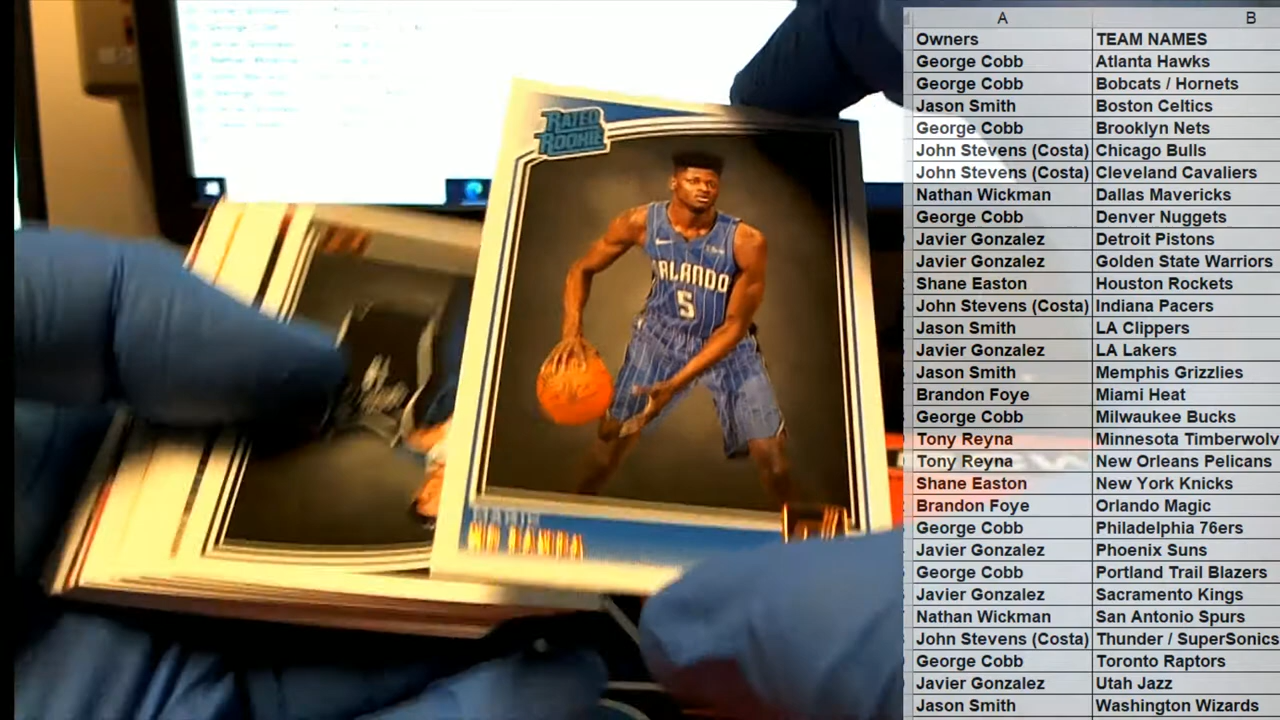 RATED
ROOKIE
ORLANDO
5
MO BAMBA
A B
Owners TEAM NAMES
George Cobb Atlanta Hawks
George Cobb Bobcats / Hornets
Jason Smith Boston Celtics
George Cobb Brooklyn Nets
John Stevens (Costa) Chicago Bulls
John Stevens (Costa) Cleveland Cavaliers
Nathan Wickman Dallas Mavericks
George Cobb Denver Nuggets
Javier Gonzalez Detroit Pistons
Javier Gonzalez Golden State Warriors
Shane Easton Houston Rockets
John Stevens (Costa) Indiana Pacers
Jason Smith LA Clippers
Javier Gonzalez LA Lakers
Jason Smith Memphis Grizzlies
Brandon Foye Miami Heat
George Cobb Milwaukee Bucks
Tony Reyna Minnesota Timberwolv
Tony Reyna New Orleans Pelicans
Shane Easton New York Knicks
Brandon Foye Orlando Magic
George Cobb Philadelphia 76ers
Javier Gonzalez Phoenix Suns
George Cobb Portland Trail Blazers
Javier Gonzalez Sacramento Kings
Nathan Wickman San Antonio Spurs
John Stevens (Costa) Thunder / SuperSonics
George Cobb Toronto Raptors
Javier Gonzalez Utah Jazz
Jason Smith Washington Wizards